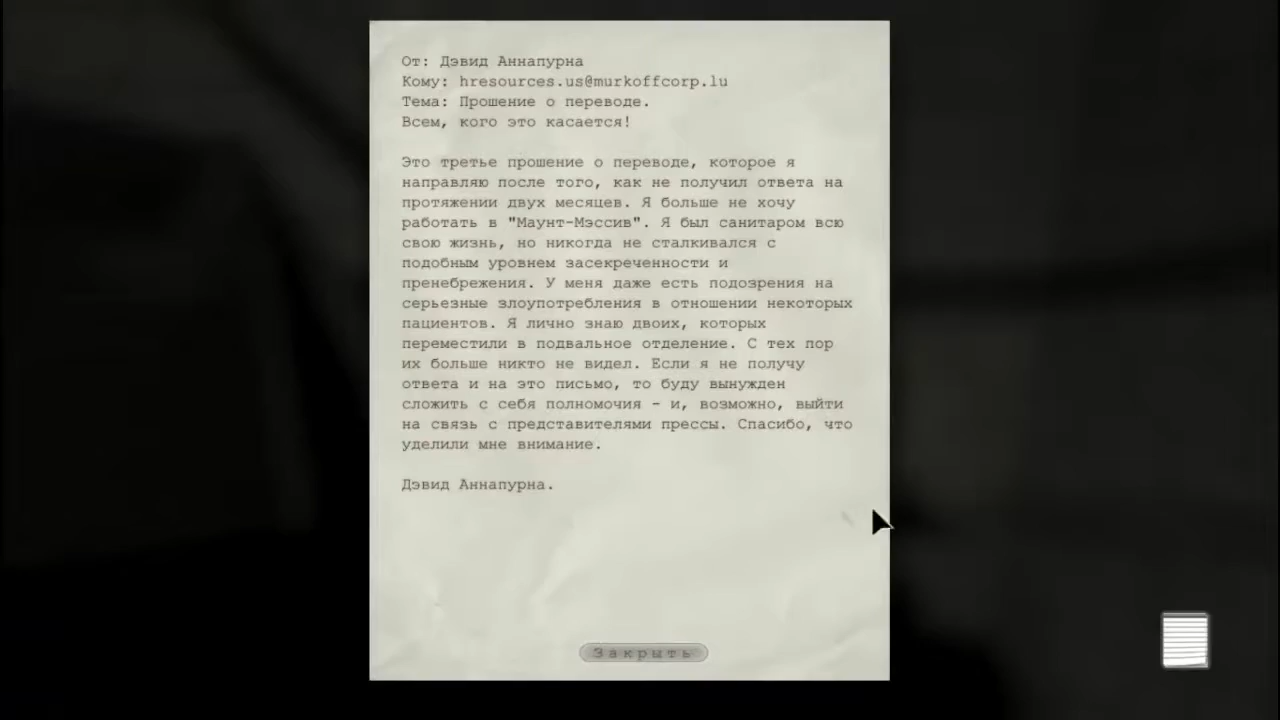 От: Дэвид Аннапурна
Кому: hresources.us@murkoffcorp.lu
Тема: Прошение о переводе.
Всем, кого это касается!
Это третье прошение о переводе, которое я
направляю после того, как не получил ответа на
протяжении двух месяцев. Я больше не хочу
работать в "Маунт-Мэссив". Я был санитаром всю
свою жизнь, но никогда не сталкивался с
подобным уровнем засекреченности и
пренебрежения. У меня даже есть подозрения на
серьезные злоупотребления в отношении некоторых
пациентов. Я лично знаю двоих, которых
переместили в подвальное отделение. С тех пор
их больше никто не видел. Если я не получу
ответа и на это письмо, то буду вынужден
сложить с себя полномочия - и, возможно, выйти
на связь с представителями прессы. Спасибо, что
уделили мне внимание.
Дэвид Аннапурна.
Закрыть